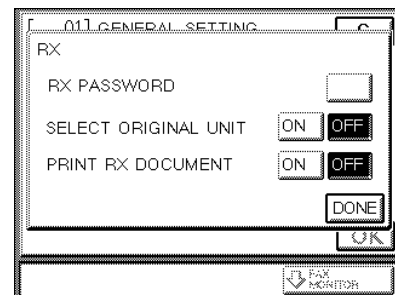 01] GENERAL SETTING
RX
RX PASSWORD
SELECT ORIGINAL UNIT ON OFF
PRINT RX DOCUMENT ON OFF
DONE
OK
FAX
MONITOR